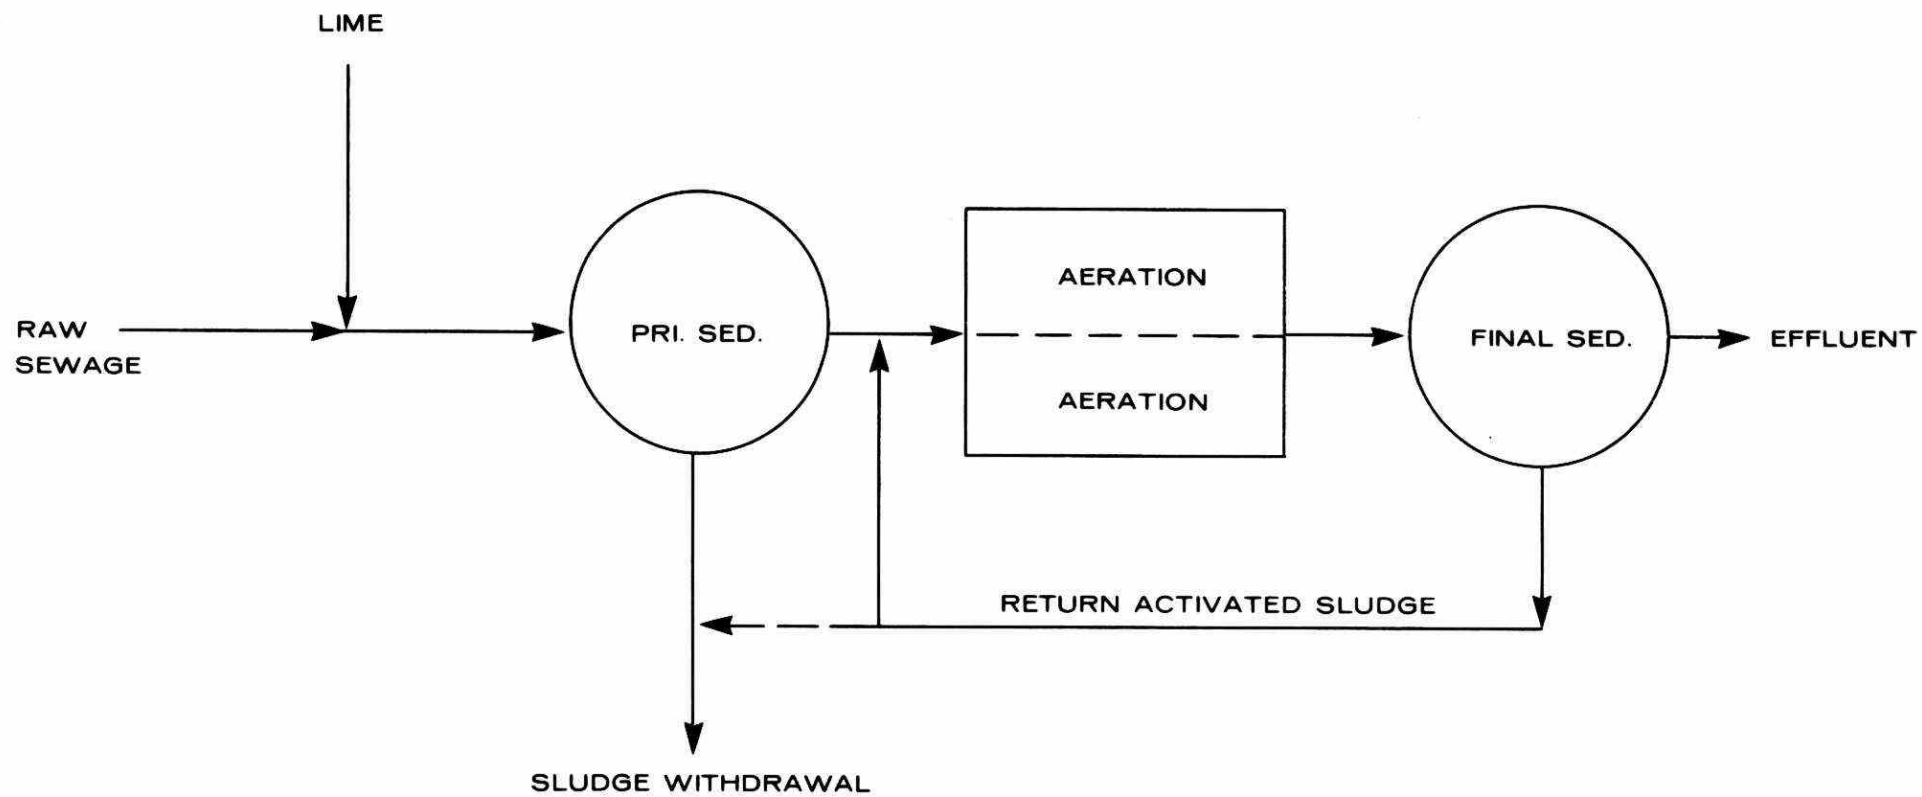 LIME
RAW
SEWAGE
PRI. SED.
AERATION
AERATION
FINAL SED.
EFFLUENT
RETURN ACTIVATED SLUDGE
SLUDGE WITHDRAWAL